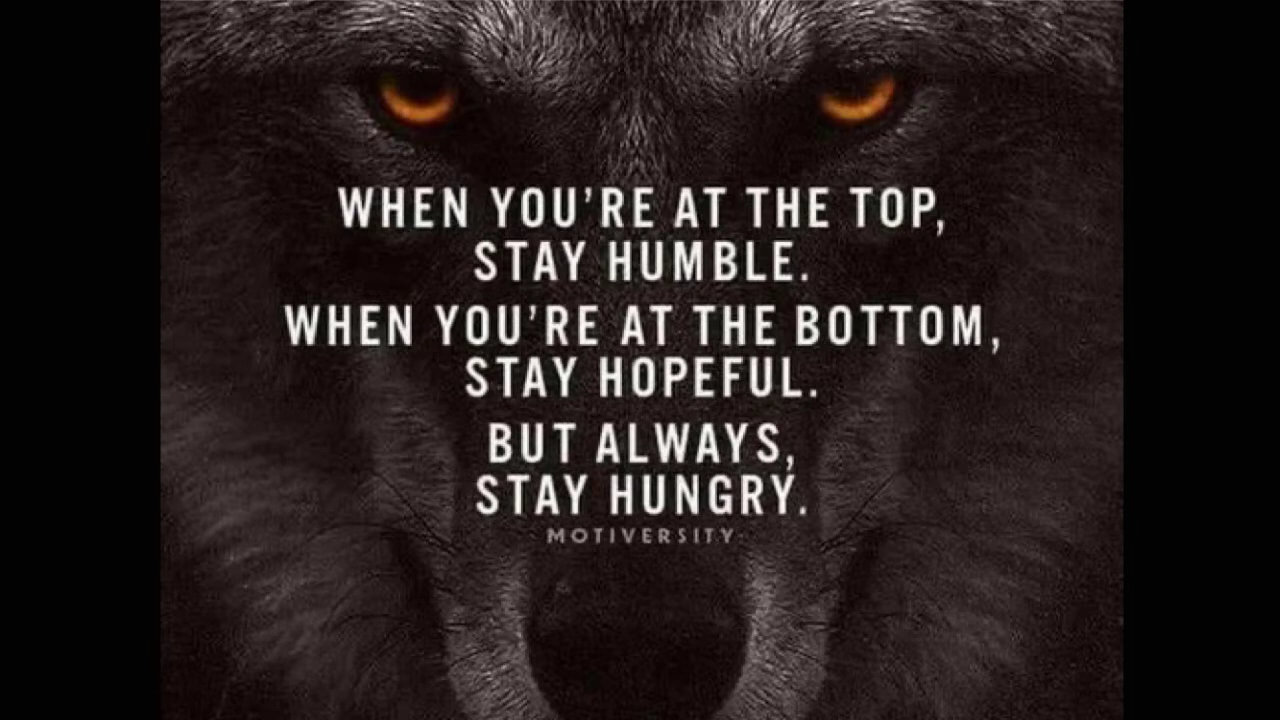 WHEN YOU'RE AT THE TOP,
STAY HUMBLE.
WHEN YOU'RE AT THE BOTTOM,
STAY HOPEFUL.
BUT ALWAYS,
STAY HUNGRY.
MOTIVERSITY